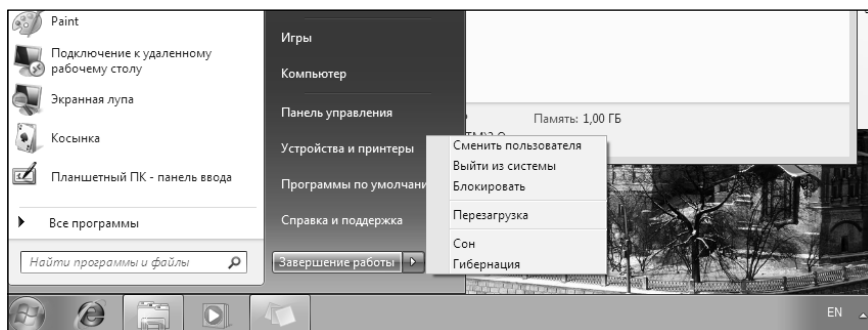 Paint
Подключение к удаленному
рабочему столу
Экранная лупа
Косынка
Планшетный ПК - панель ввода
Все программы
Найти программы и файлы
Игры
Компьютер
Панель управления
Устройства и принтеры
Программы по умолчани
Справка и поддержка
Завершение работы
Память: 1,00 ГБ
Сменить пользователя
Выйти из системы
Блокировать
Перезагрузка
Сон
Гибернация
EN